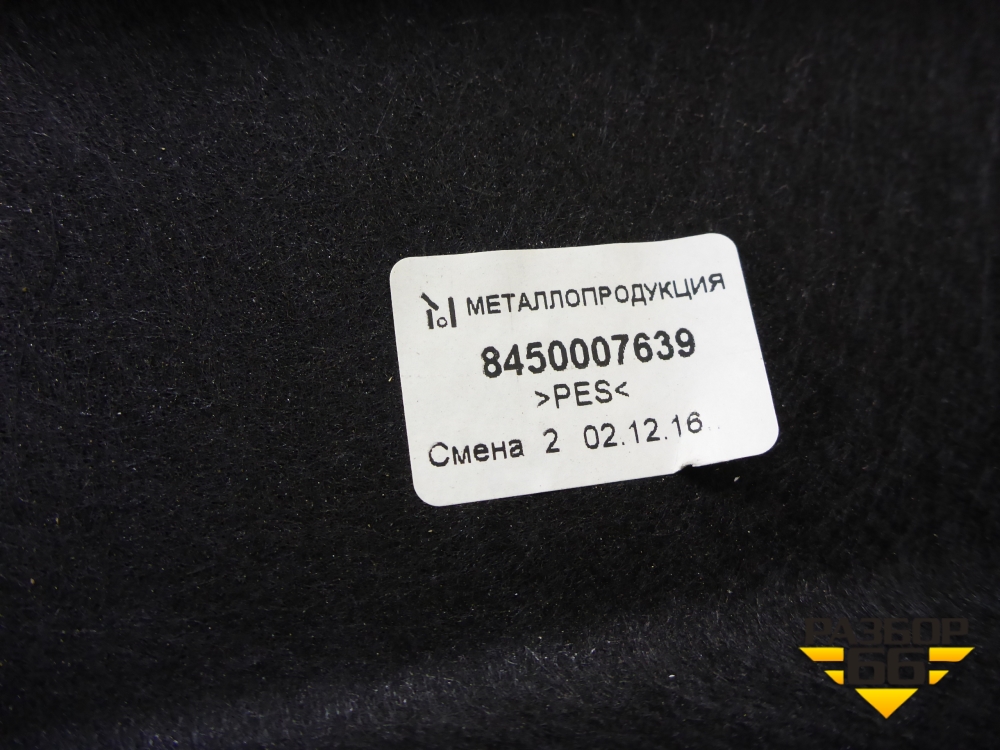 МЕТАЛЛОПРОДУКЦИЯ
8450007639
>PES<
Смена 2 02.12.16
РАЗБОР
66